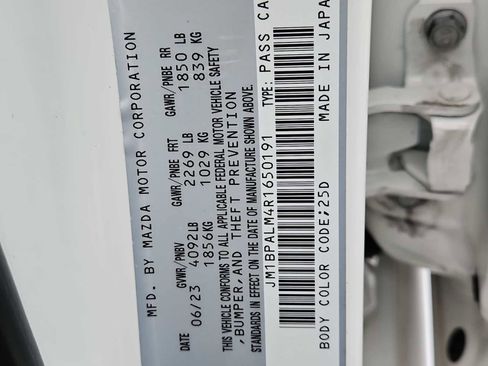 MFD. BY MAZDA MOTOR CORPORATION
DATE GVWR/PNBV GAWR/PNBE FRT GAWR/PNBE RR
06/23 4092LB 2269 LB 1850 LB
1856KG 1029 KG 839 KG
THIS VEHICLE CONFORMS TO ALL APPLICABLE FEDERAL MOTOR VEHICLE SAFETY
,BUMPER,AND THEFT PREVENTION
STANDARDS IN EFFECT ON THE DATE OF MANUFACTURE SHOWN ABOVE.
JM1BPALM4R1650191 TYPE: PASS CA
BODY COLOR CODE;25D MADE IN JAPA